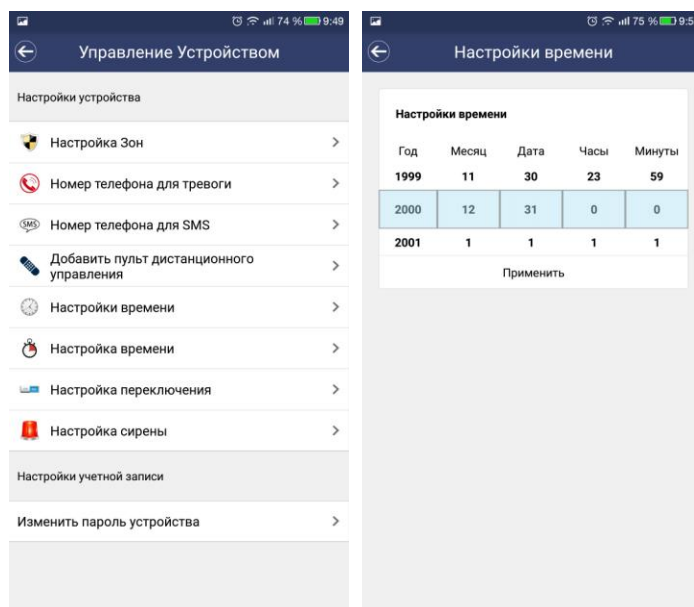 74 % 9:49
Управление Устройством
Настройки устройства
Настройка Зон
Номер телефона для тревоги
SMS
Номер телефона для SMS
Добавить пульт дистанционного
управления
Настройки времени
Настройка времени
Настройка переключения
Настройка сирены
Настройки учетной записи
Изменить пароль устройства
75 % 9:5
Настройки времени
Настройки времени
Год Месяц Дата Часы Минуты
1999 11 30 23 59
2000 12 31 0 0
2001 1 1 1 1
Применить